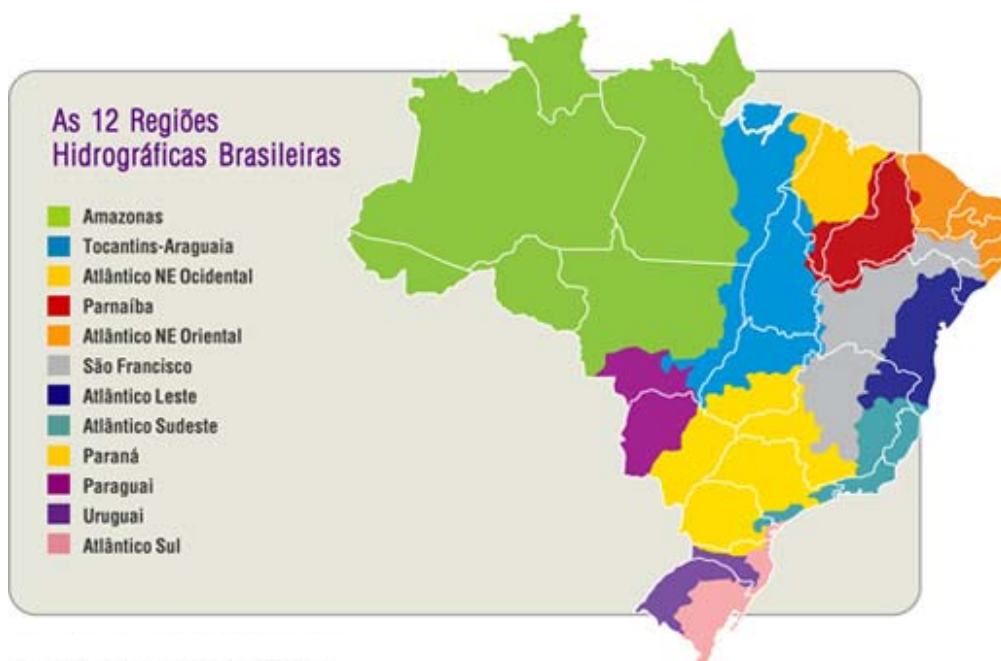 As 12 Regiões
Hidrográficas Brasileiras
Amazonas
Tocantins-Araguaia
Atlântico NE Ocidental
Parnaíba
Atlântico NE Oriental
São Francisco
Atlântico Leste
Atlântico Sudeste
Paraná
Paraguai
Uruguai
Atlântico Sul